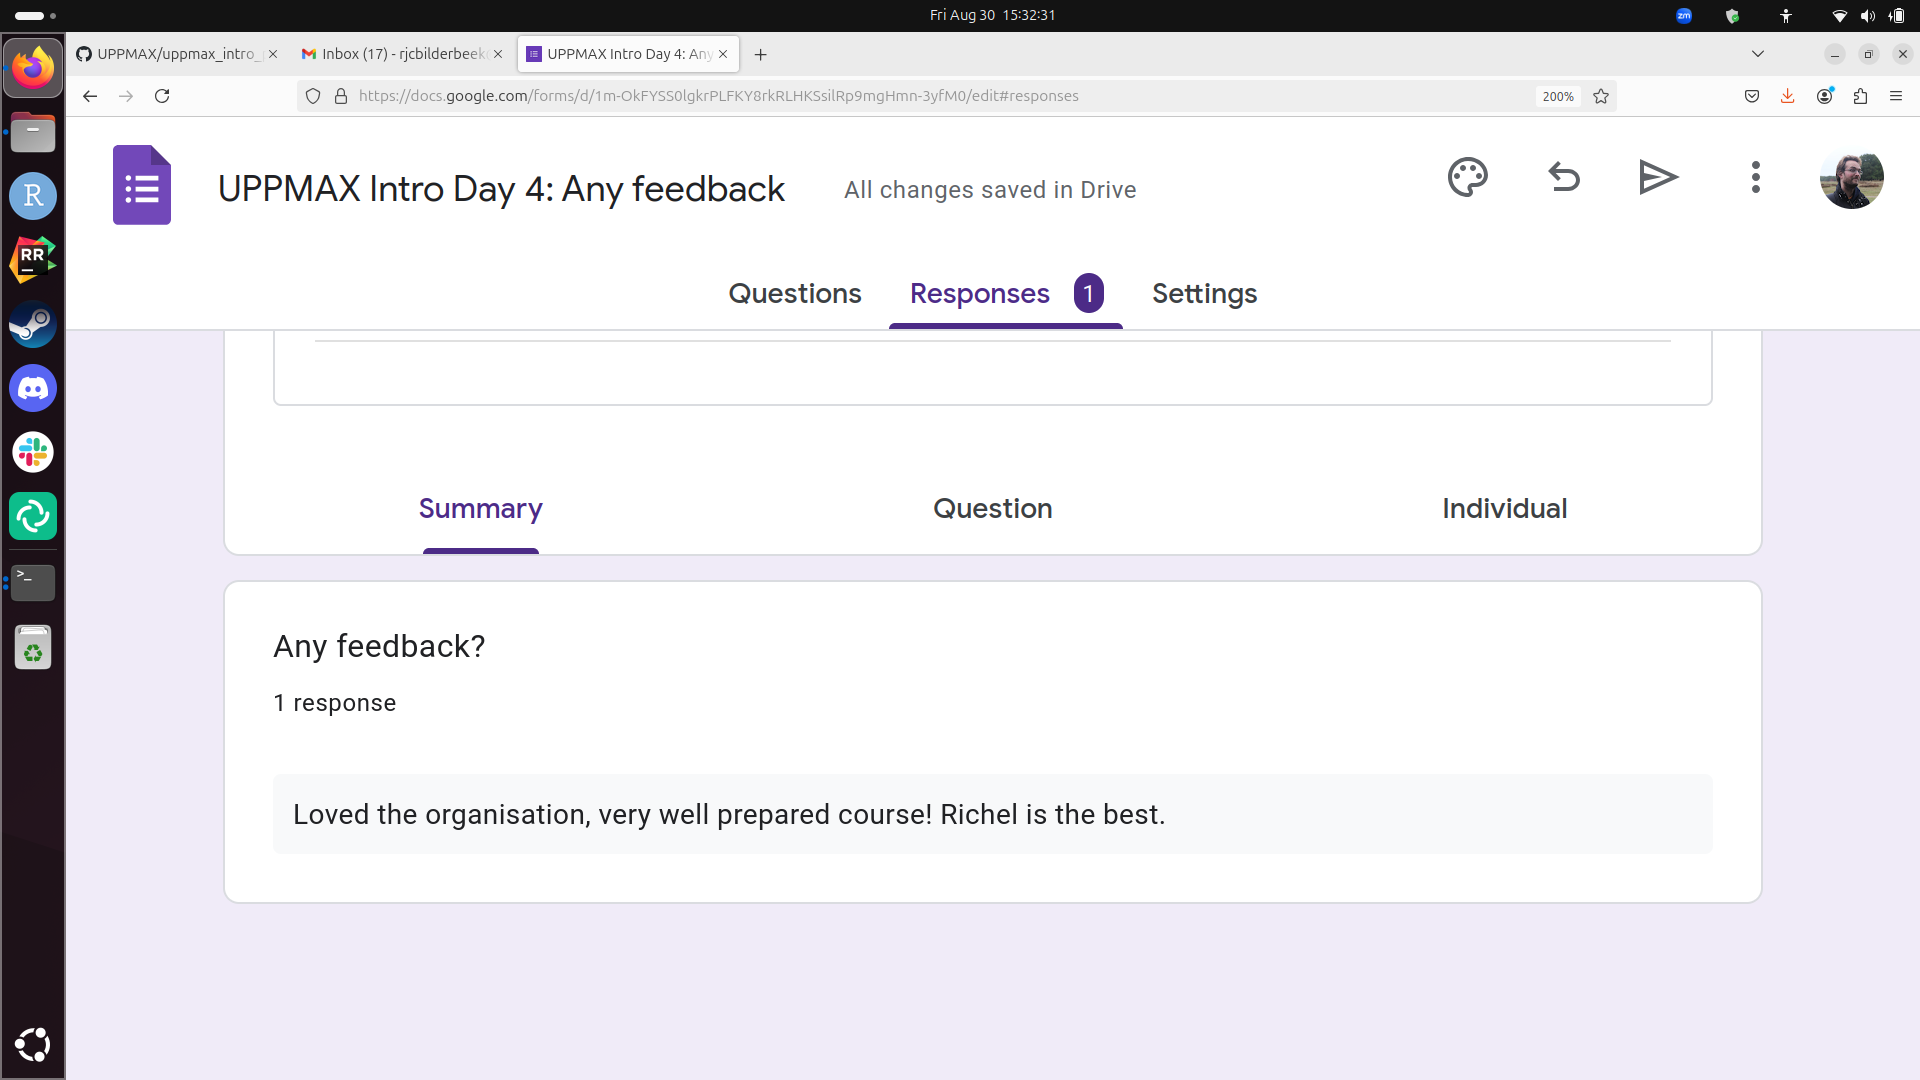 Fri Aug 30 15:32:31
zm
UPPMAX/uppmax_intro_
Inbox (17) - rjcbilderbeek
UPPMAX Intro Day 4: Any
https://docs.google.com/forms/d/1m-OkFYSS0lgkrPLFKY8rkRLHKSsilRp9mgHmn-3yfM0/edit#responses
200%
R
RR
>_
UPPMAX Intro Day 4: Any feedback
All changes saved in Drive
Questions
Responses 1
Settings
Summary
Question
Individual
Any feedback?
1 response
Loved the organisation, very well prepared course! Richel is the best.